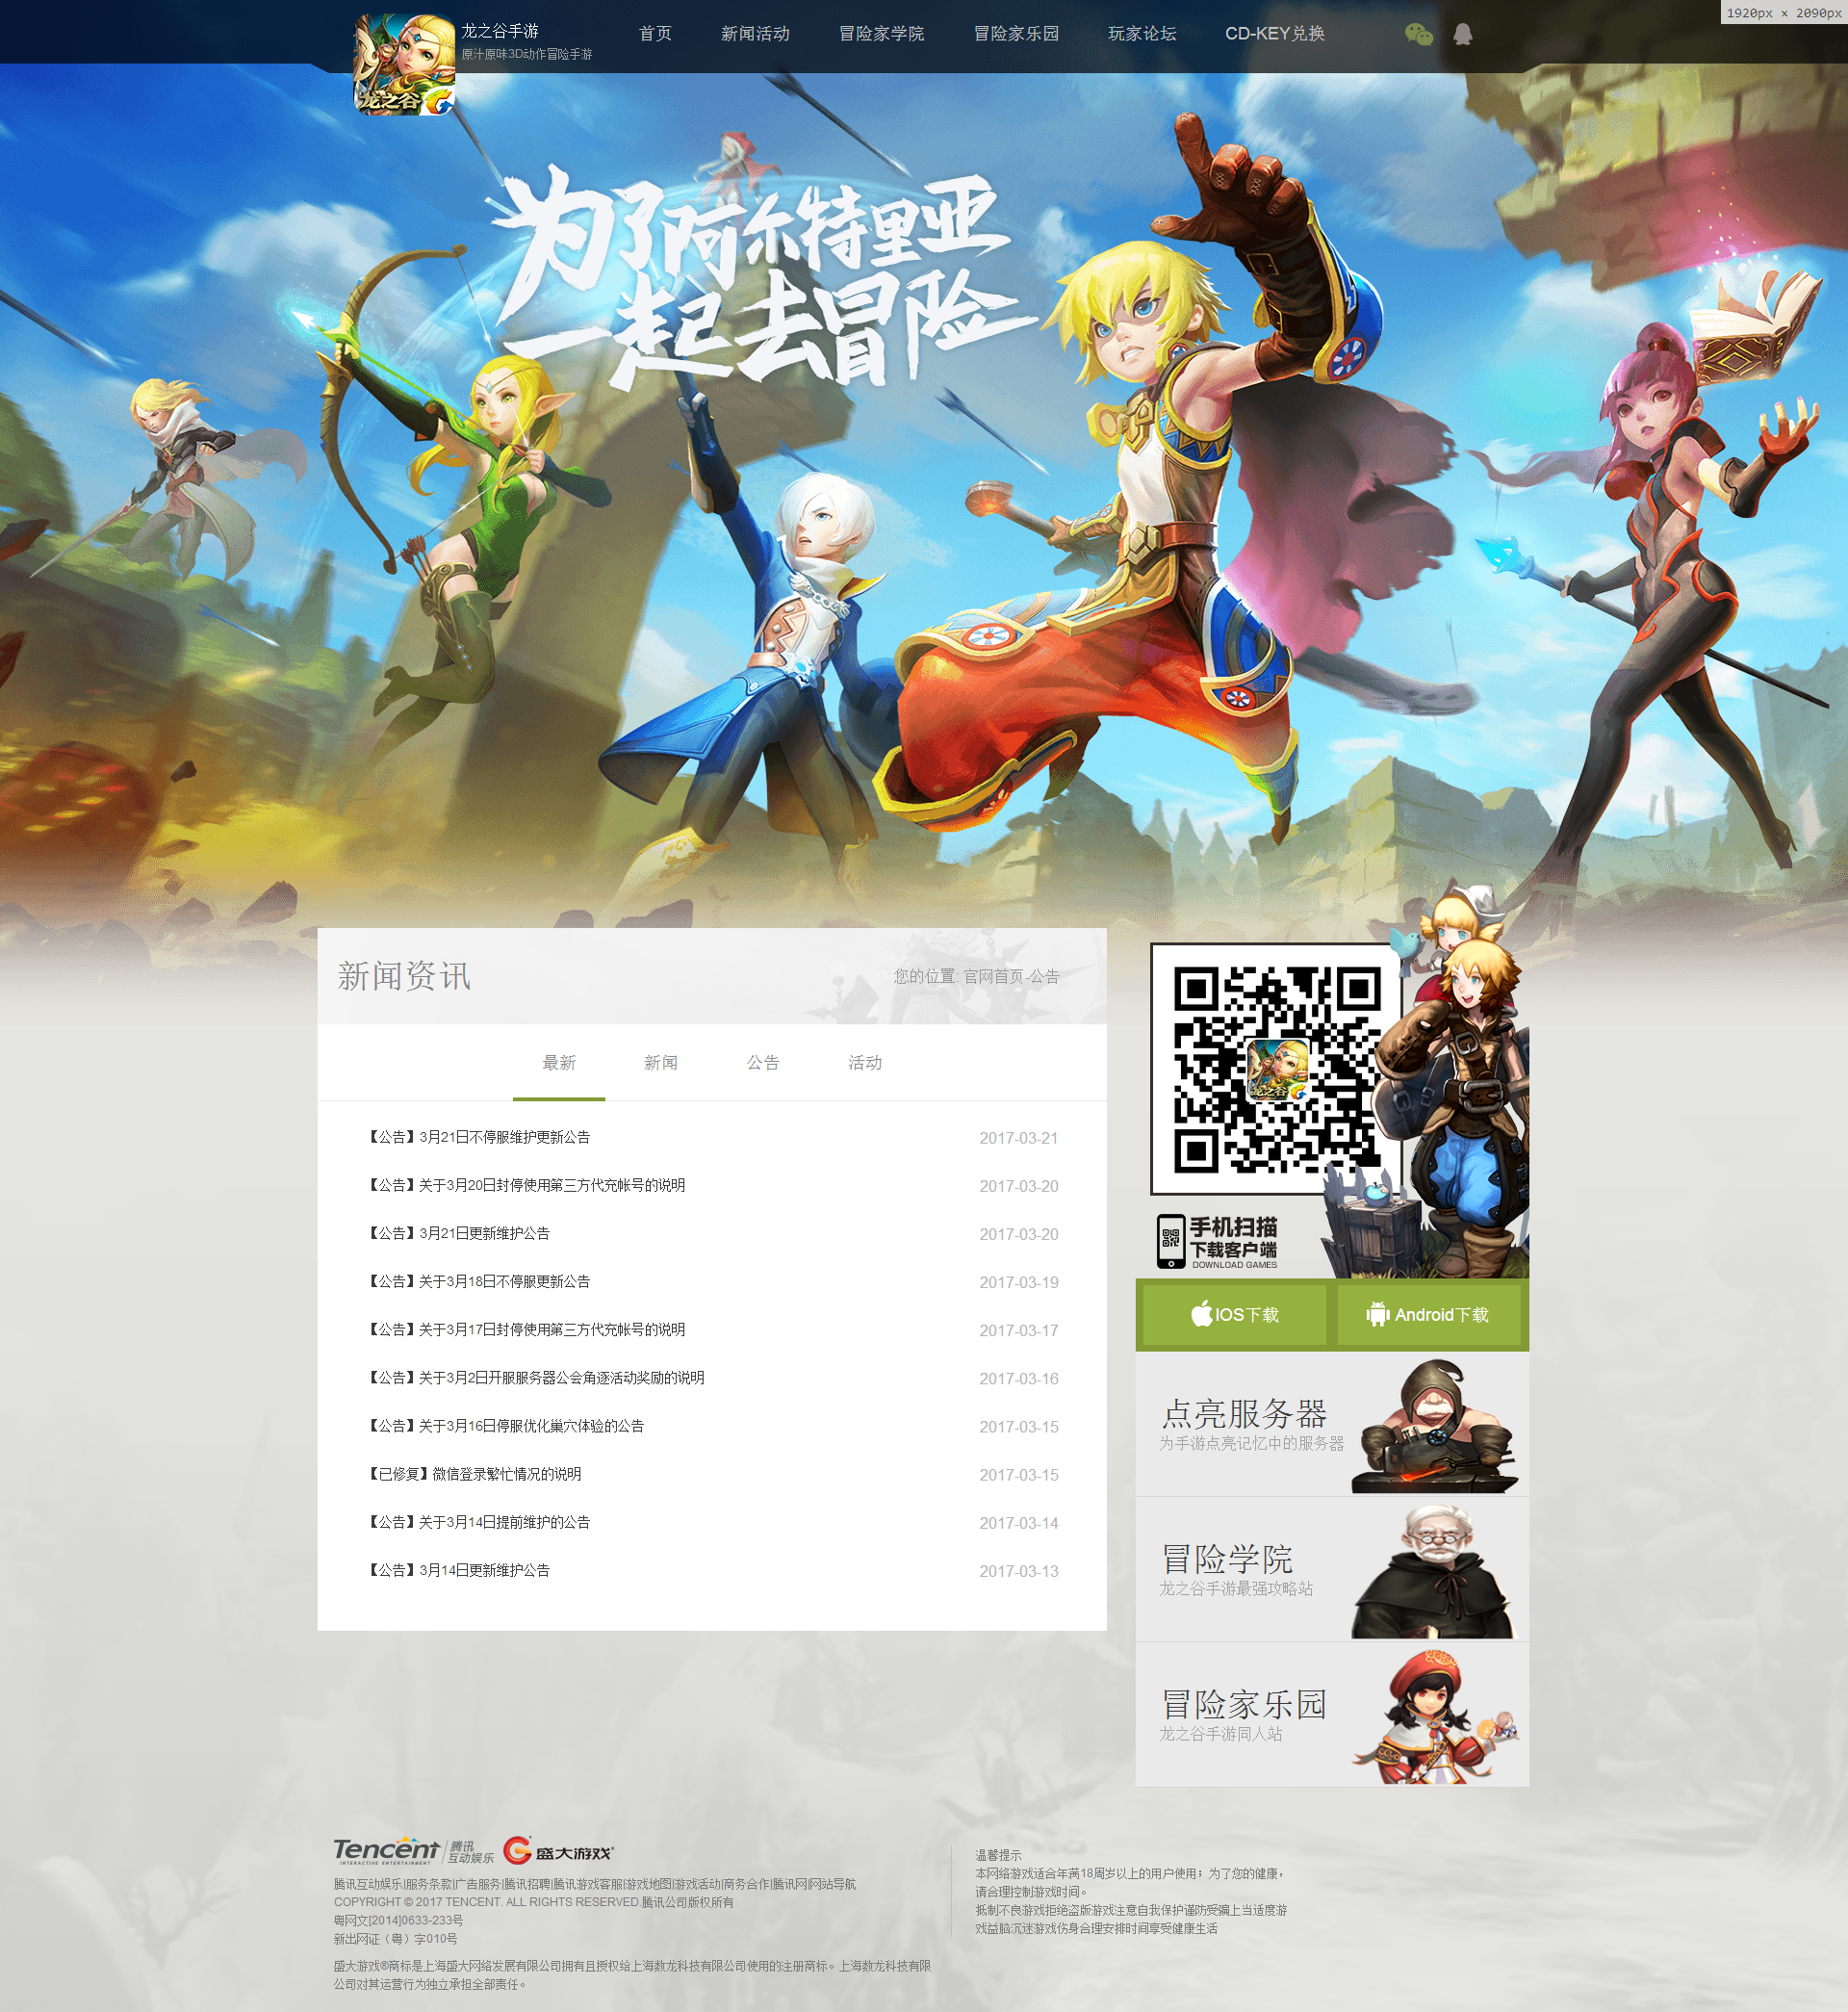 1920px × 2090px
龙之谷手游
原汁原味3D动作冒险手游
首页 新闻活动 冒险家学院 冒险家乐园 玩家论坛 CD-KEY兑换
龙之谷
为了阿尔特里亚
一起去冒险
新闻资讯
您的位置: 官网首页-公告
最新 新闻 公告 活动
【公告】3月21日不停服维护更新公告 2017-03-21
【公告】关于3月20日封停使用第三方代充帐号的说明 2017-03-20
【公告】3月21日更新维护公告 2017-03-20
【公告】关于3月18日不停服更新公告 2017-03-19
【公告】关于3月17日封停使用第三方代充帐号的说明 2017-03-17
【公告】关于3月2日开服服务器公会角逐活动奖励的说明 2017-03-16
【公告】关于3月16日停服优化巢穴体验的公告 2017-03-15
【已修复】微信登录繁忙情况的说明 2017-03-15
【公告】关于3月14日提前维护的公告 2017-03-14
【公告】3月14日更新维护公告 2017-03-13
龙之谷
手机扫描
下载客户端
DOWNLOAD GAMES
IOS下载 Android下载
点亮服务器
为手游点亮记忆中的服务器
冒险学院
龙之谷手游最强攻略站
冒险家乐园
龙之谷手游同人站
Tencent 腾讯
INTERACTIVE ENTERTAINMENT 互动娱乐
盛大游戏
腾讯互动娱乐|服务条款|广告服务|腾讯招聘|腾讯游戏客服|游戏地图|游戏活动|商务合作|腾讯网|网站导航
COPYRIGHT © 2017 TENCENT. ALL RIGHTS RESERVED.腾讯公司版权所有
粤网文[2014]0633-233号
新出网证（粤）字010号
盛大游戏®商标是上海盛大网络发展有限公司拥有且授权给上海数龙科技有限公司使用的注册商标。上海数龙科技有限
公司对其运营行为独立承担全部责任。
温馨提示
本网络游戏适合年满18周岁以上的用户使用；为了您的健康，
请合理控制游戏时间。
抵制不良游戏拒绝盗版游戏注意自我保护谨防受骗上当适度游
戏益脑沉迷游戏伤身合理安排时间享受健康生活